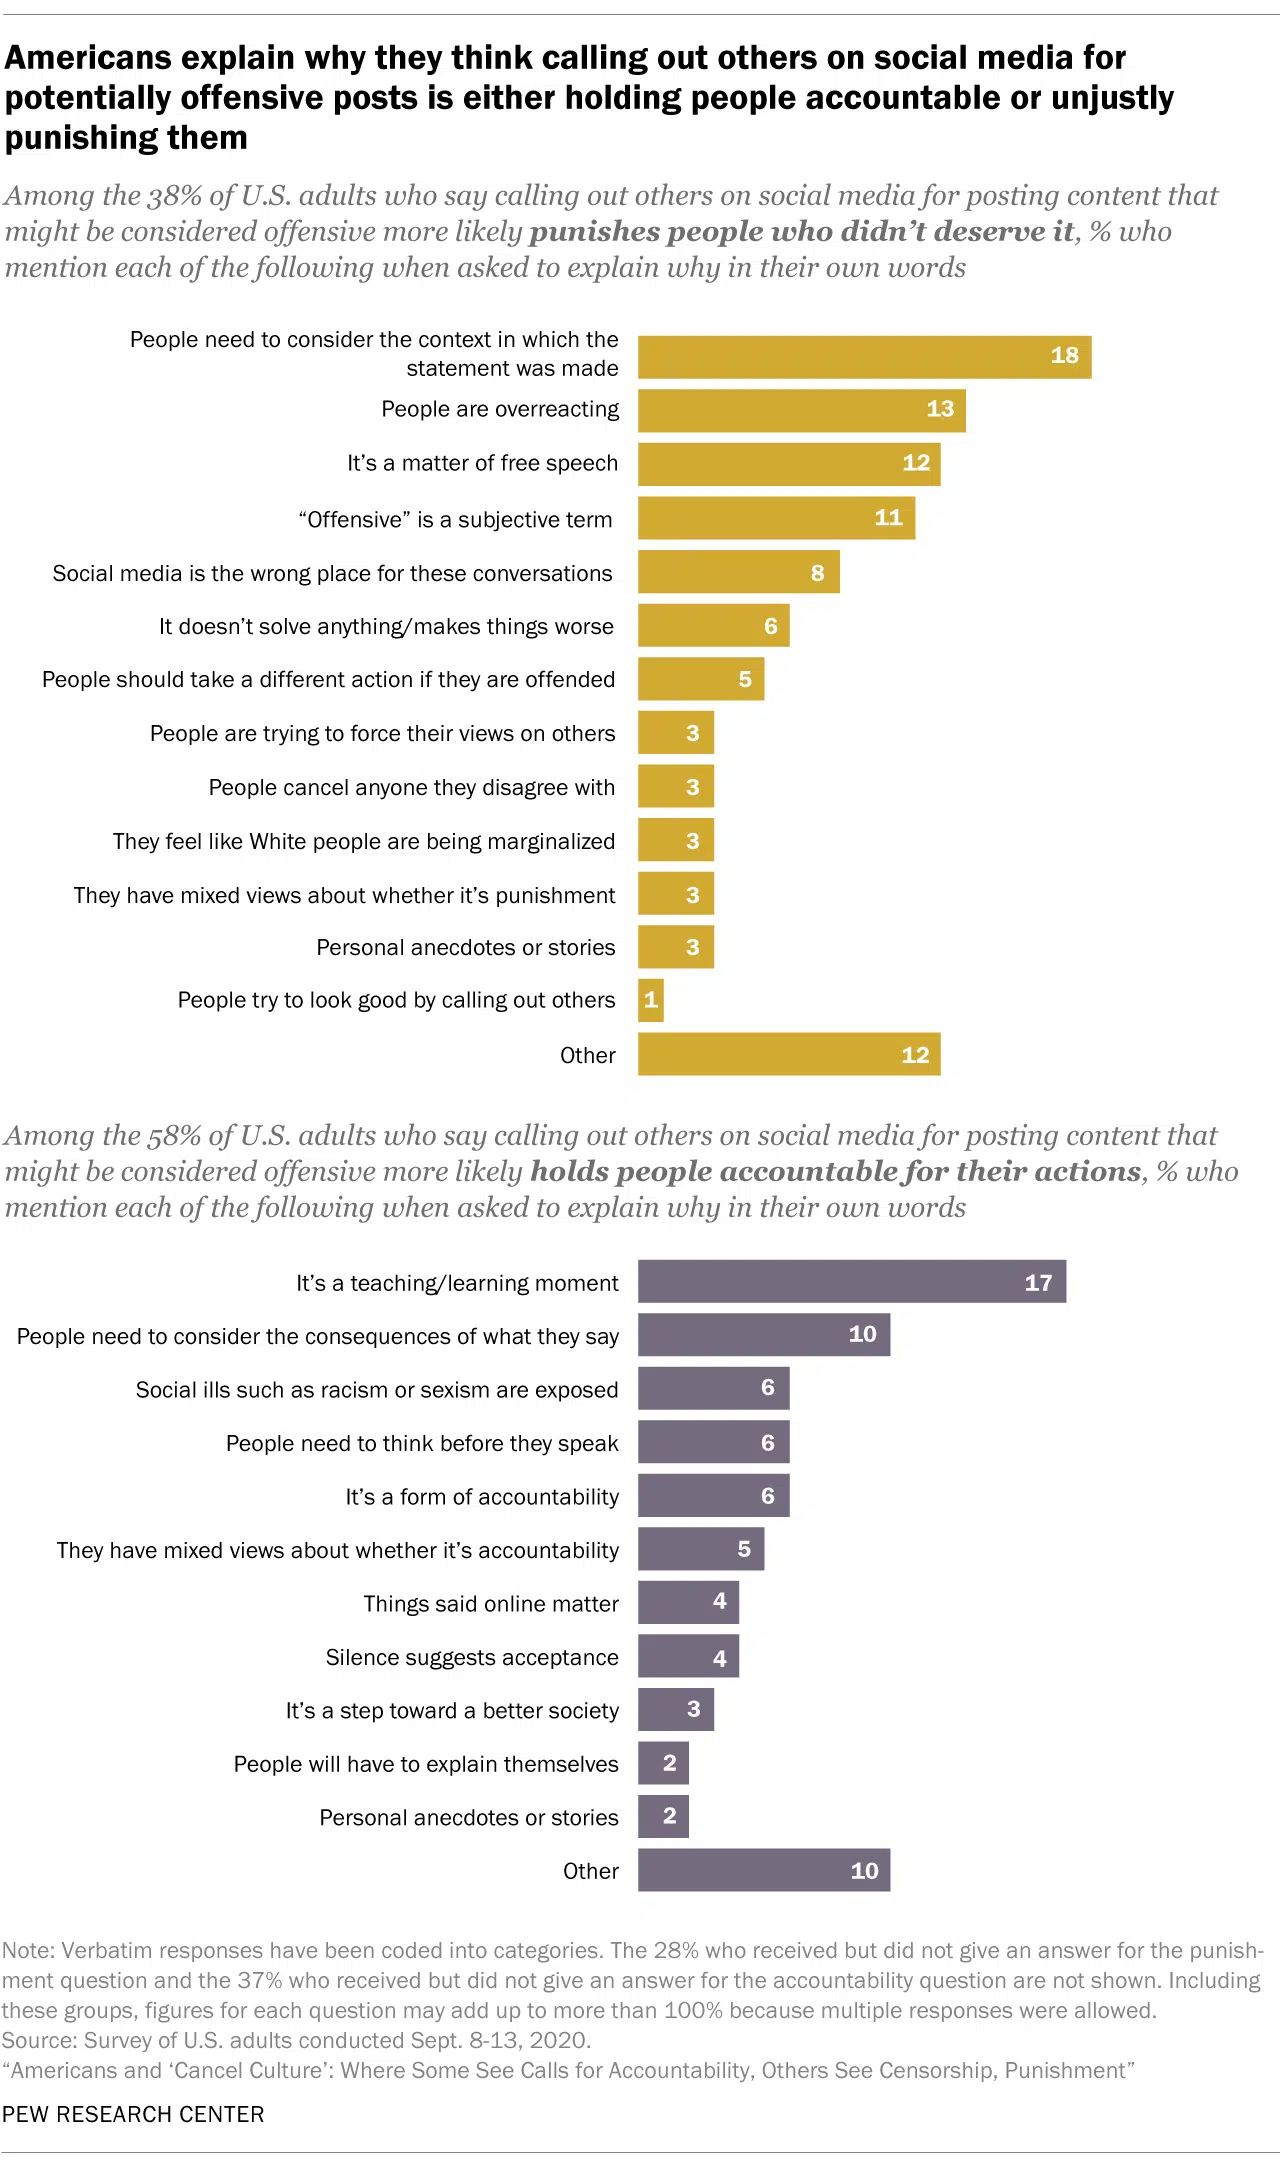 Americans explain why they think calling out others on social media for
potentially offensive posts is either holding people accountable or unjustly
punishing them
Among the 38% of U.S. adults who say calling out others on social media for posting content that
might be considered offensive more likely punishes people who didn’t deserve it, % who
mention each of the following when asked to explain why in their own words
People need to consider the context in which the
statement was made 18
People are overreacting 13
It’s a matter of free speech 12
“Offensive” is a subjective term 11
Social media is the wrong place for these conversations 8
It doesn’t solve anything/makes things worse 6
People should take a different action if they are offended 5
People are trying to force their views on others 3
People cancel anyone they disagree with 3
They feel like White people are being marginalized 3
They have mixed views about whether it’s punishment 3
Personal anecdotes or stories 3
People try to look good by calling out others 1
Other 12
Among the 58% of U.S. adults who say calling out others on social media for posting content that
might be considered offensive more likely holds people accountable for their actions, % who
mention each of the following when asked to explain why in their own words
It’s a teaching/learning moment 17
People need to consider the consequences of what they say 10
Social ills such as racism or sexism are exposed 6
People need to think before they speak 6
It’s a form of accountability 6
They have mixed views about whether it’s accountability 5
Things said online matter 4
Silence suggests acceptance 4
It’s a step toward a better society 3
People will have to explain themselves 2
Personal anecdotes or stories 2
Other 10
Note: Verbatim responses have been coded into categories. The 28% who received but did not give an answer for the punish-
ment question and the 37% who received but did not give an answer for the accountability question are not shown. Including
these groups, figures for each question may add up to more than 100% because multiple responses were allowed.
Source: Survey of U.S. adults conducted Sept. 8-13, 2020.
“Americans and ‘Cancel Culture’: Where Some See Calls for Accountability, Others See Censorship, Punishment”
PEW RESEARCH CENTER